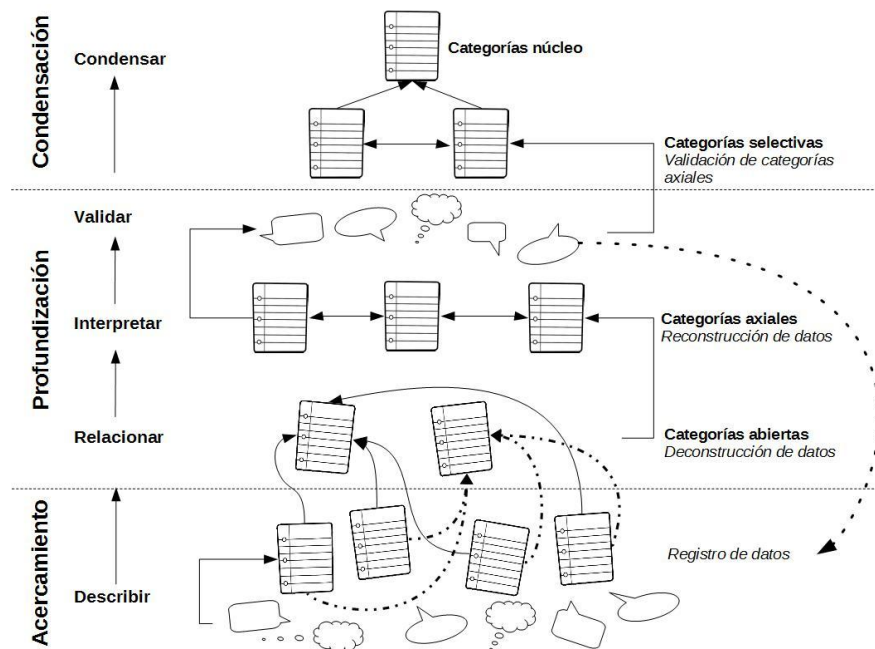 Condensación
Condensar
Categorías núcleo
Categorías selectivas
Validación de categorías
axiales
Profundización
Validar
Interpretar
Categorías axiales
Reconstrucción de datos
Relacionar
Categorías abiertas
Deconstrucción de datos
Acercamiento
Registro de datos
Describir